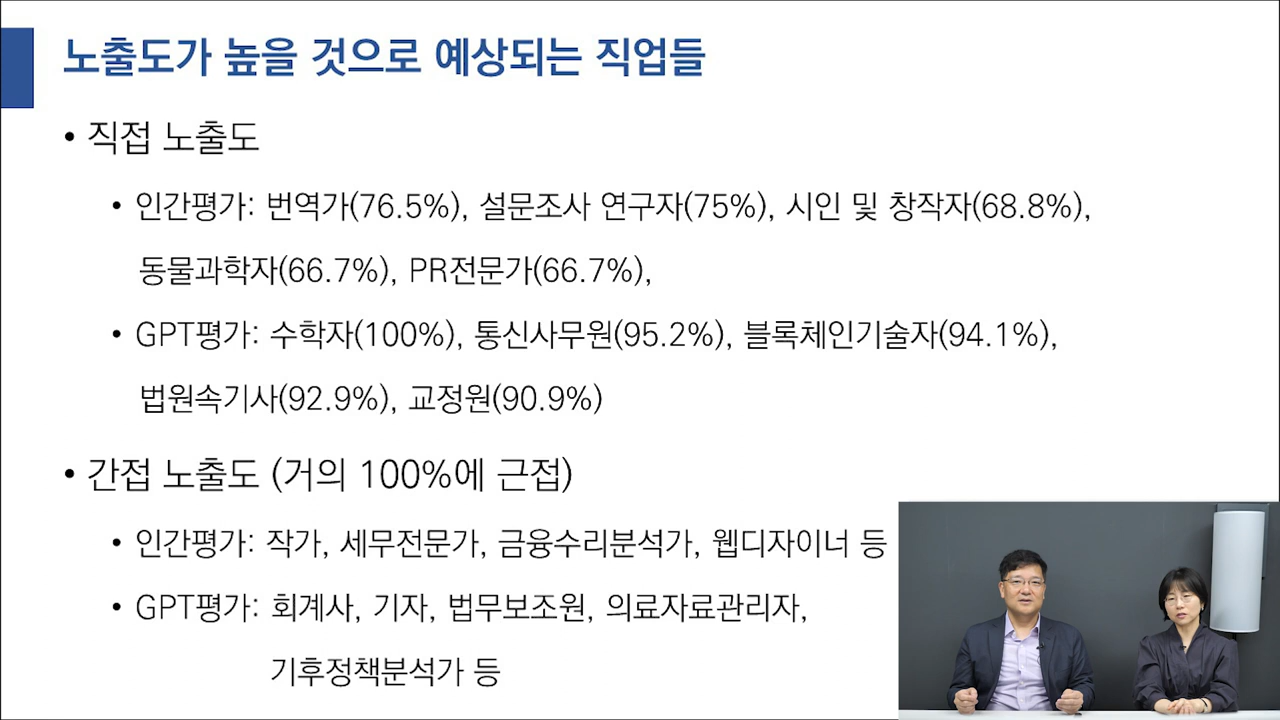 노출도가 높을 것으로 예상되는 직업들
• 직접 노출도
• 인간평가: 번역가(76.5%), 설문조사 연구자(75%), 시인 및 창작자(68.8%),
동물과학자(66.7%), PR전문가(66.7%),
• GPT평가: 수학자(100%), 통신사무원(95.2%), 블록체인기술자(94.1%),
법원속기사(92.9%), 교정원(90.9%)
• 간접 노출도 (거의 100%에 근접)
• 인간평가: 작가, 세무전문가, 금융수리분석가, 웹디자이너 등
• GPT평가: 회계사, 기자, 법무보조원, 의료자료관리자,
기후정책분석가 등